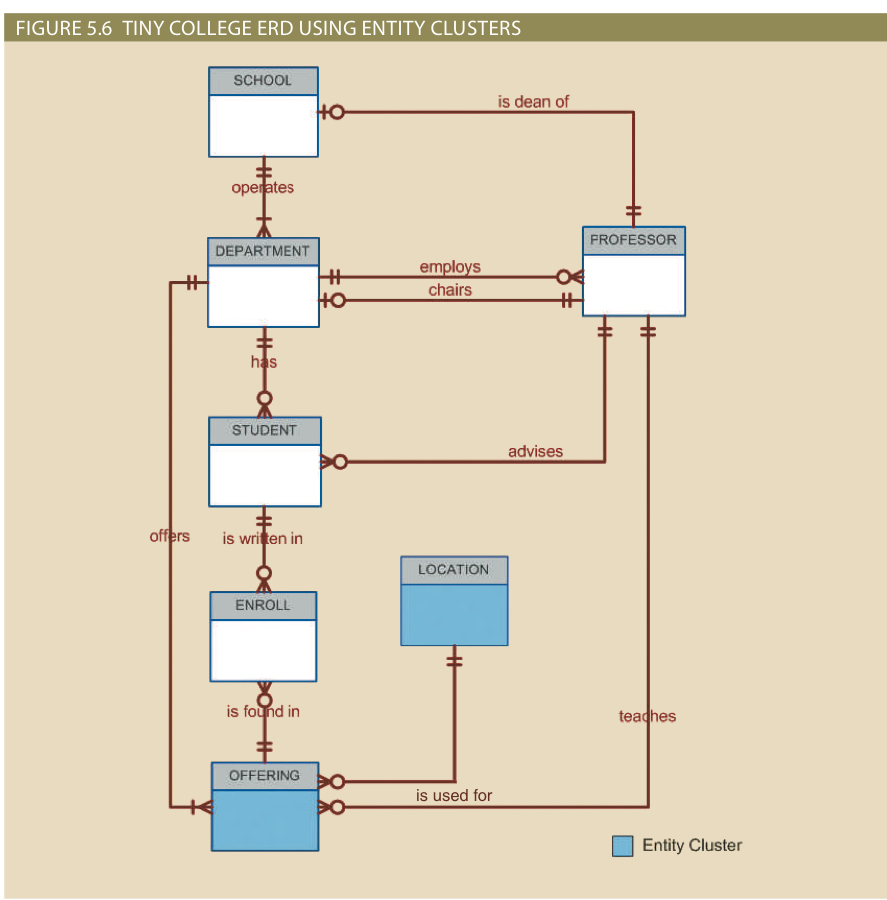 FIGURE 5.6 TINY COLLEGE ERD USING ENTITY CLUSTERS
SCHOOL
is dean of
operates
DEPARTMENT
PROFESSOR
employs
chairs
has
STUDENT
advises
offers
is written in
LOCATION
ENROLL
is found in
teaches
OFFERING
is used for
Entity Cluster